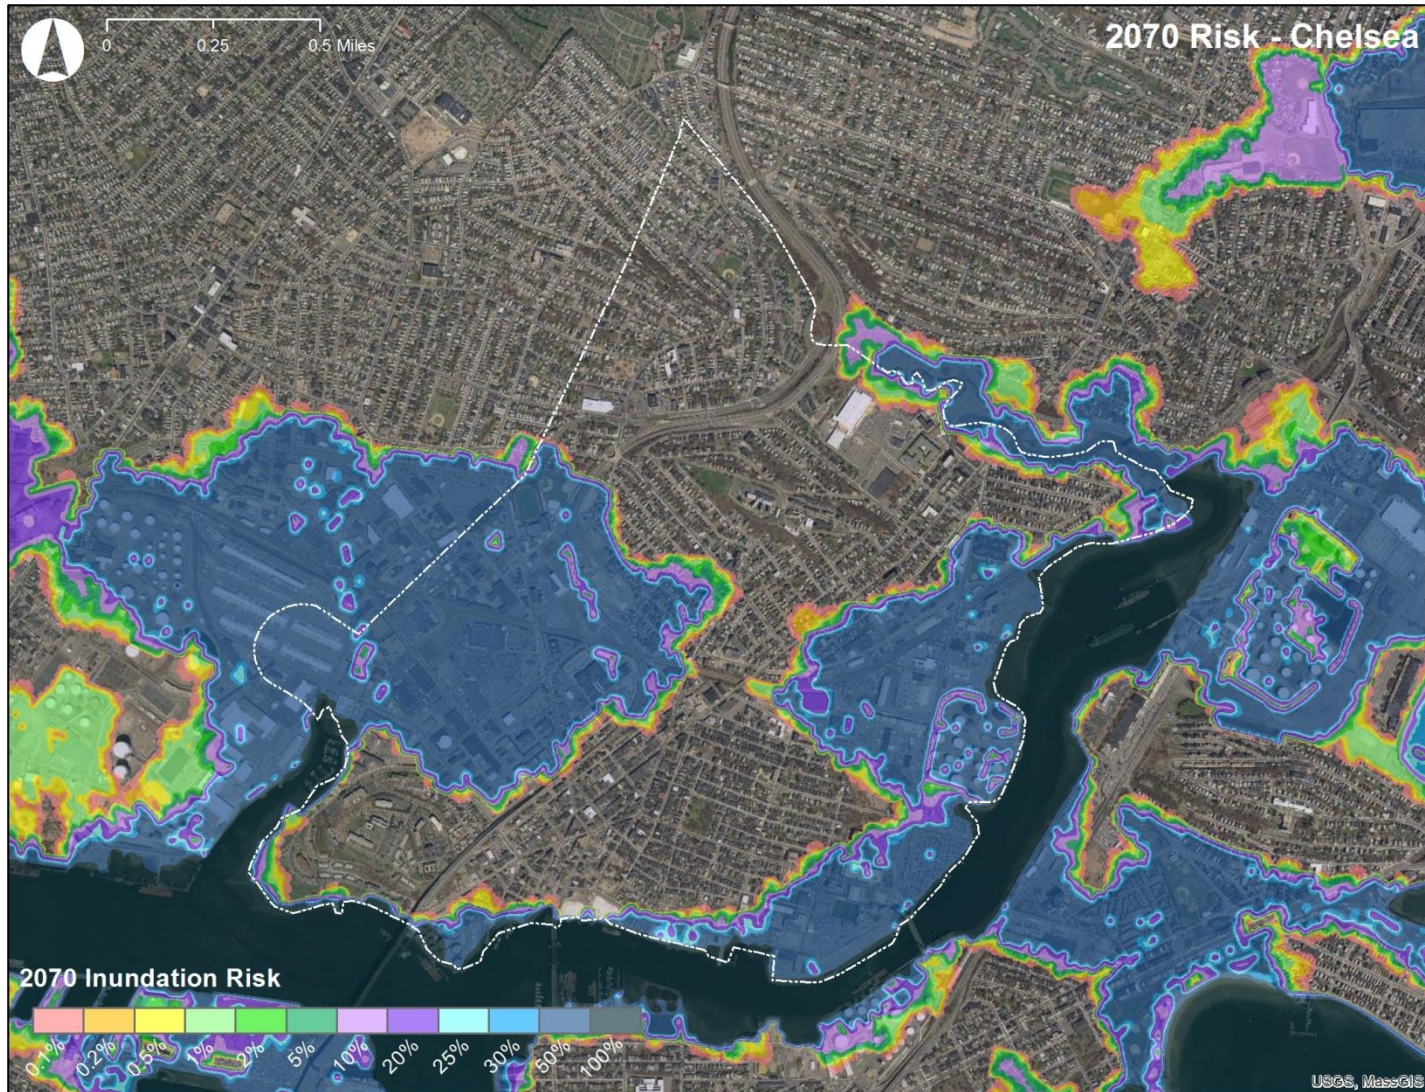 2070 Risk - Chelsea
0 0.25 0.5 Miles
2070 Inundation Risk
0.1% 0.2% 0.5% 1% 2% 5% 10% 20% 25% 30% 50% 100%
USGS, MassGIS